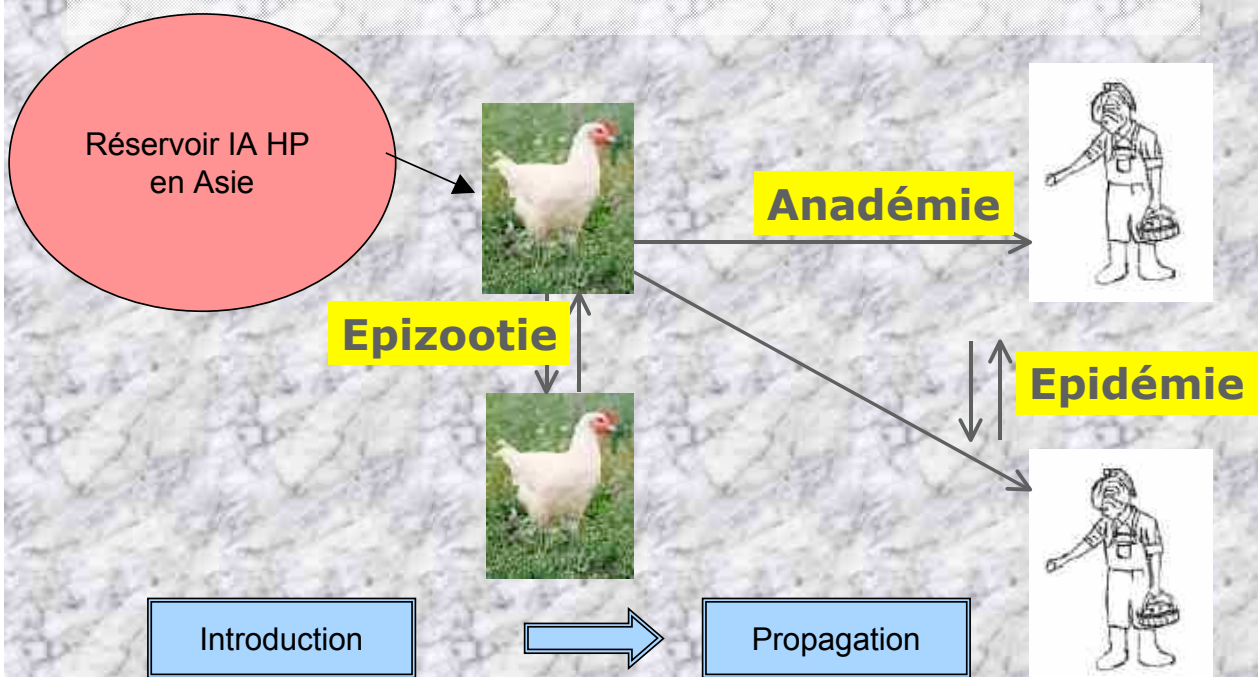 Réservoir IA HP
en Asie
Anadémie
Epizootie
Epidémie
Introduction
Propagation